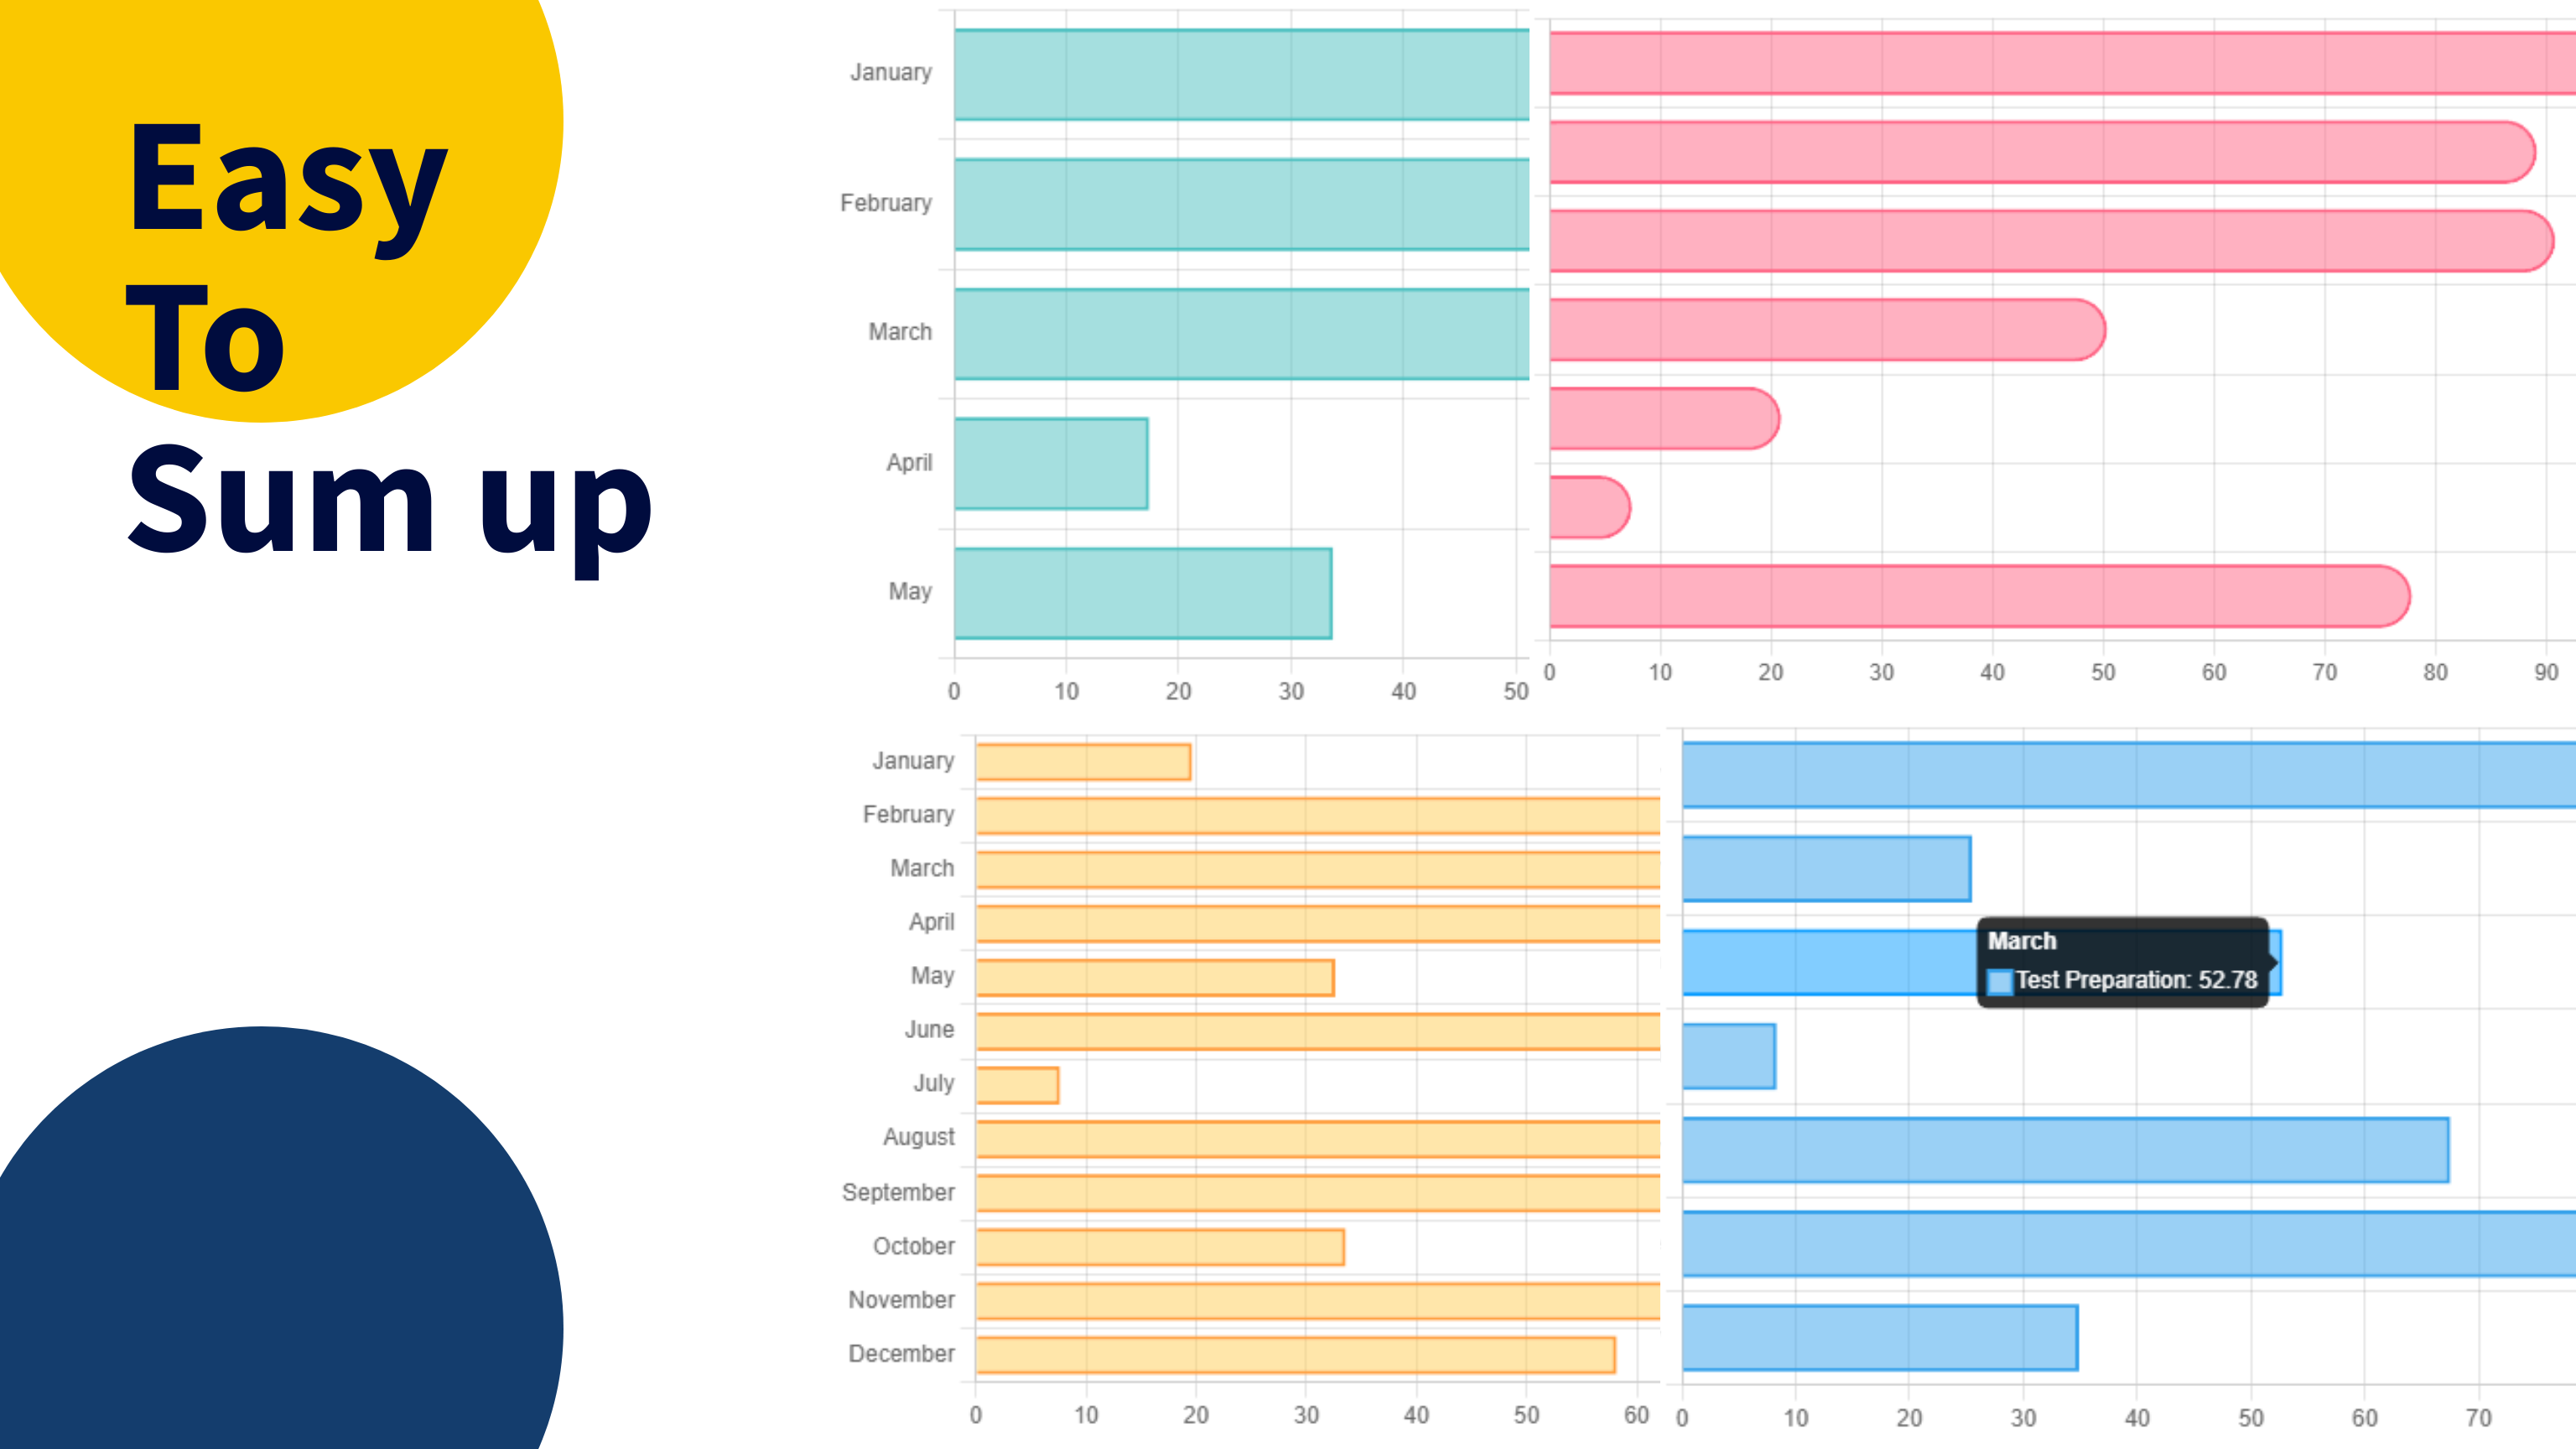 Easy
To
Sum up
January
February
March
April
May
0 10 20 30 40 50
0 10 20 30 40 50 60 70 80 90
January
February
March
April
May
June
July
August
September
October
November
December
0 10 20 30 40 50 60
March
Test Preparation: 52.78
0 10 20 30 40 50 60 70